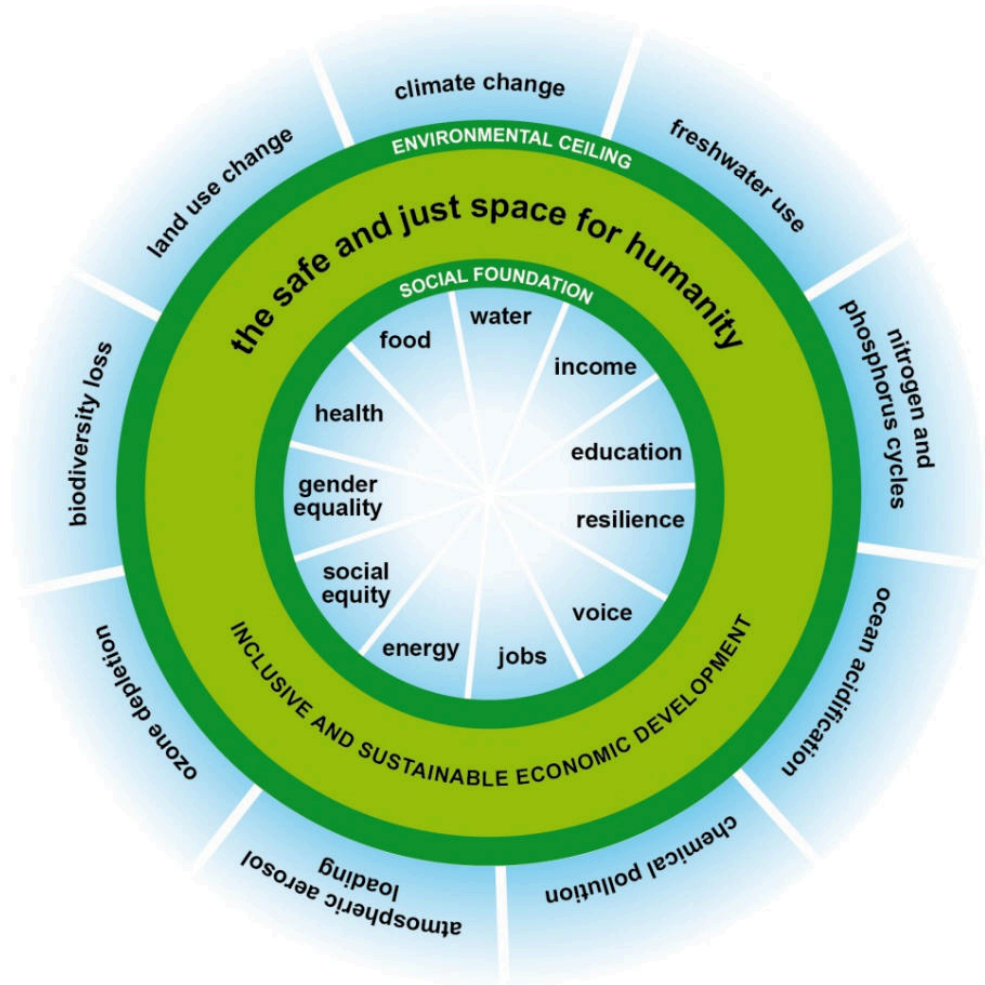 climate change
freshwater use
nitrogen and
phosphorus cycles
ocean acidification
chemical pollution
atmospheric aerosol
loading
ozone depletion
biodiversity loss
land use change
ENVIRONMENTAL CEILING
the safe and just space for humanity
SOCIAL FOUNDATION
water
income
education
resilience
voice
jobs
energy
social
equity
gender
equality
health
food
INCLUSIVE AND SUSTAINABLE ECONOMIC DEVELOPMENT